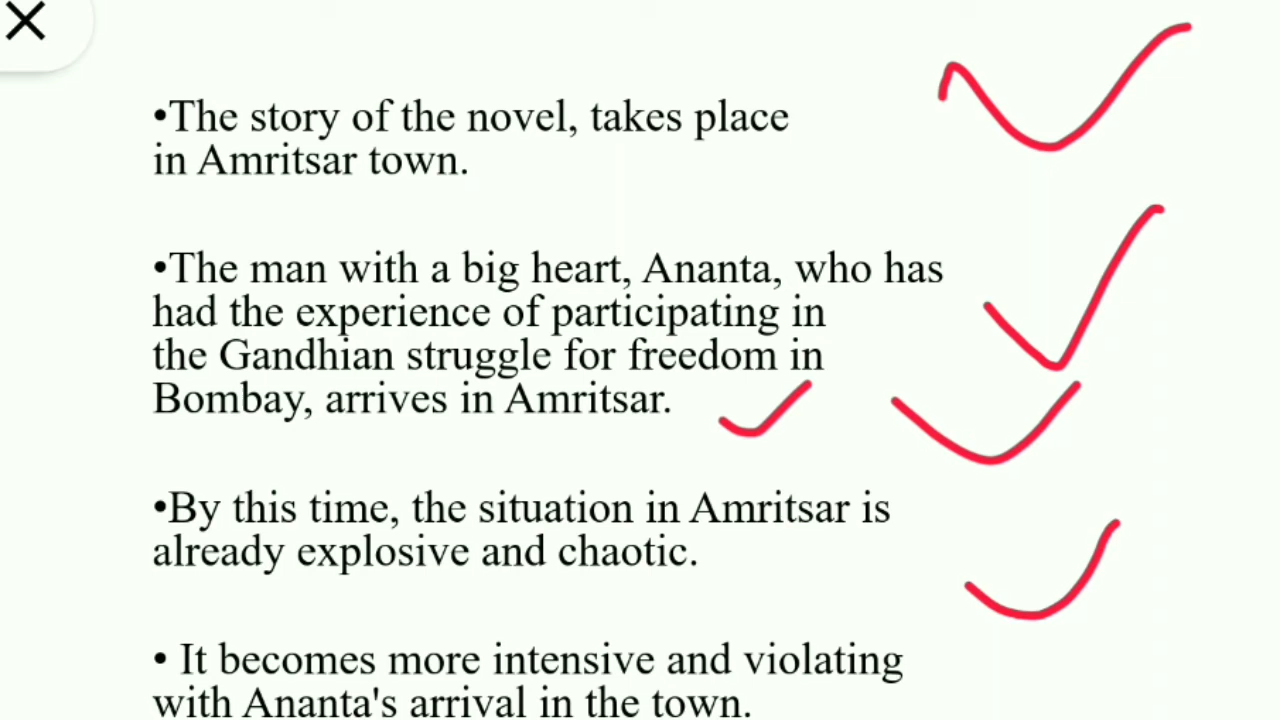 •The story of the novel, takes place
in Amritsar town.
•The man with a big heart, Ananta, who has
had the experience of participating in
the Gandhian struggle for freedom in
Bombay, arrives in Amritsar.
•By this time, the situation in Amritsar is
already explosive and chaotic.
• It becomes more intensive and violating
with Ananta's arrival in the town.